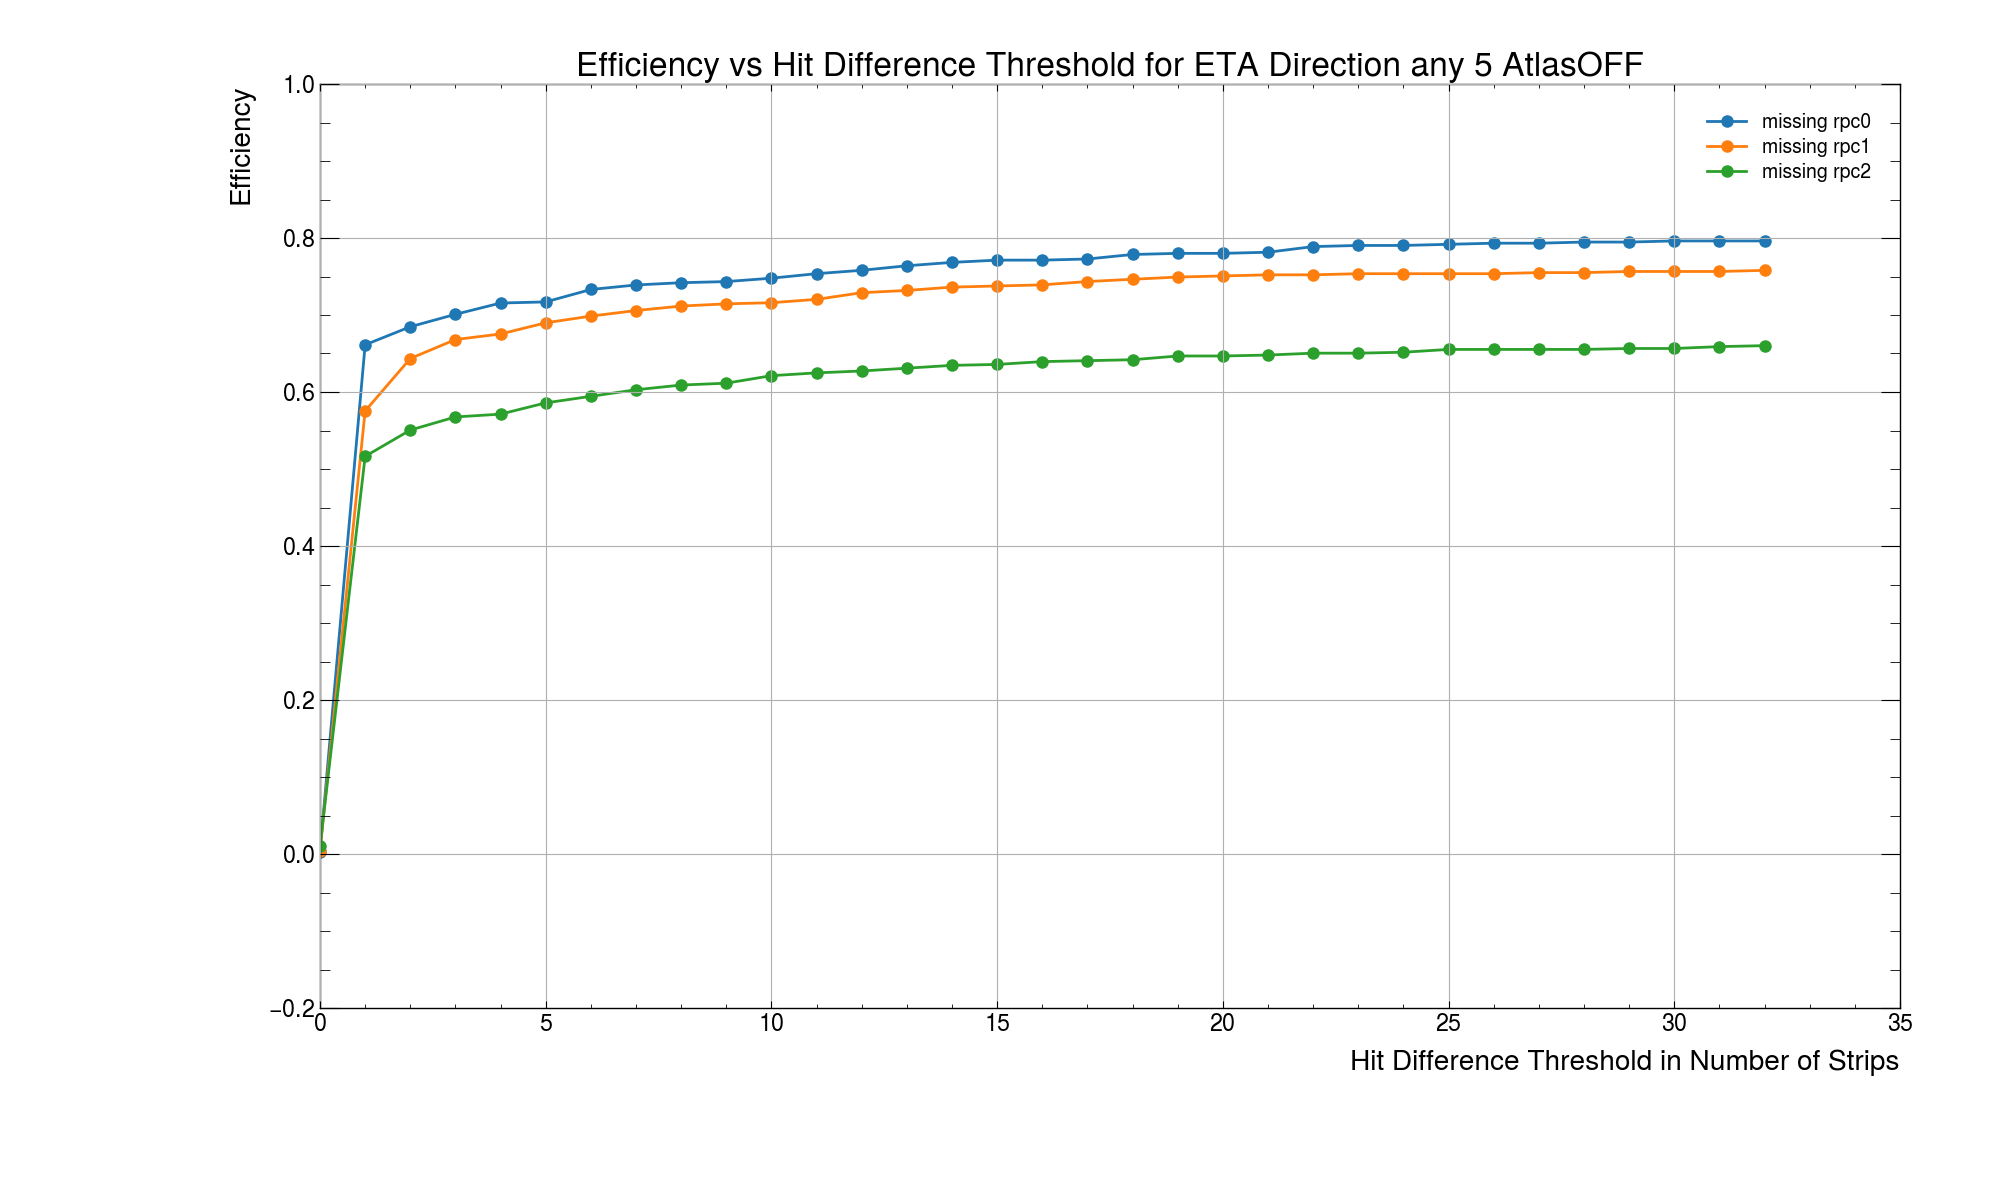 Efficiency vs Hit Difference Threshold for ETA Direction any 5 AtlasOFF
Efficiency
1.0
0.8
0.6
0.4
0.2
0.0
−0.2
missing rpc0
missing rpc1
missing rpc2
0 5 10 15 20 25 30 35
Hit Difference Threshold in Number of Strips